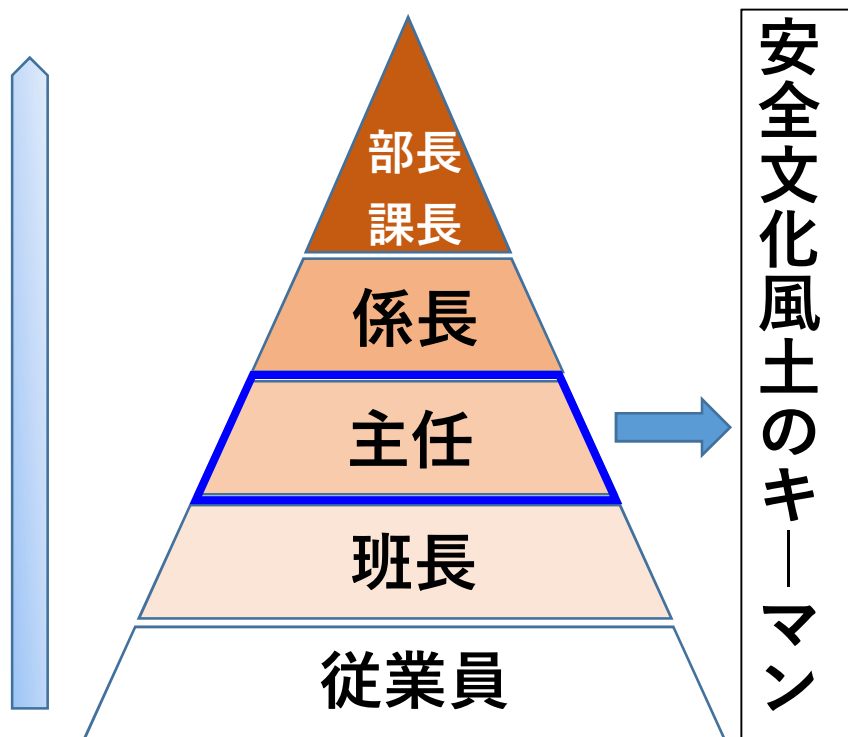 部長
課長
係長
主任
班長
従業員
安全文化風土のキーマン